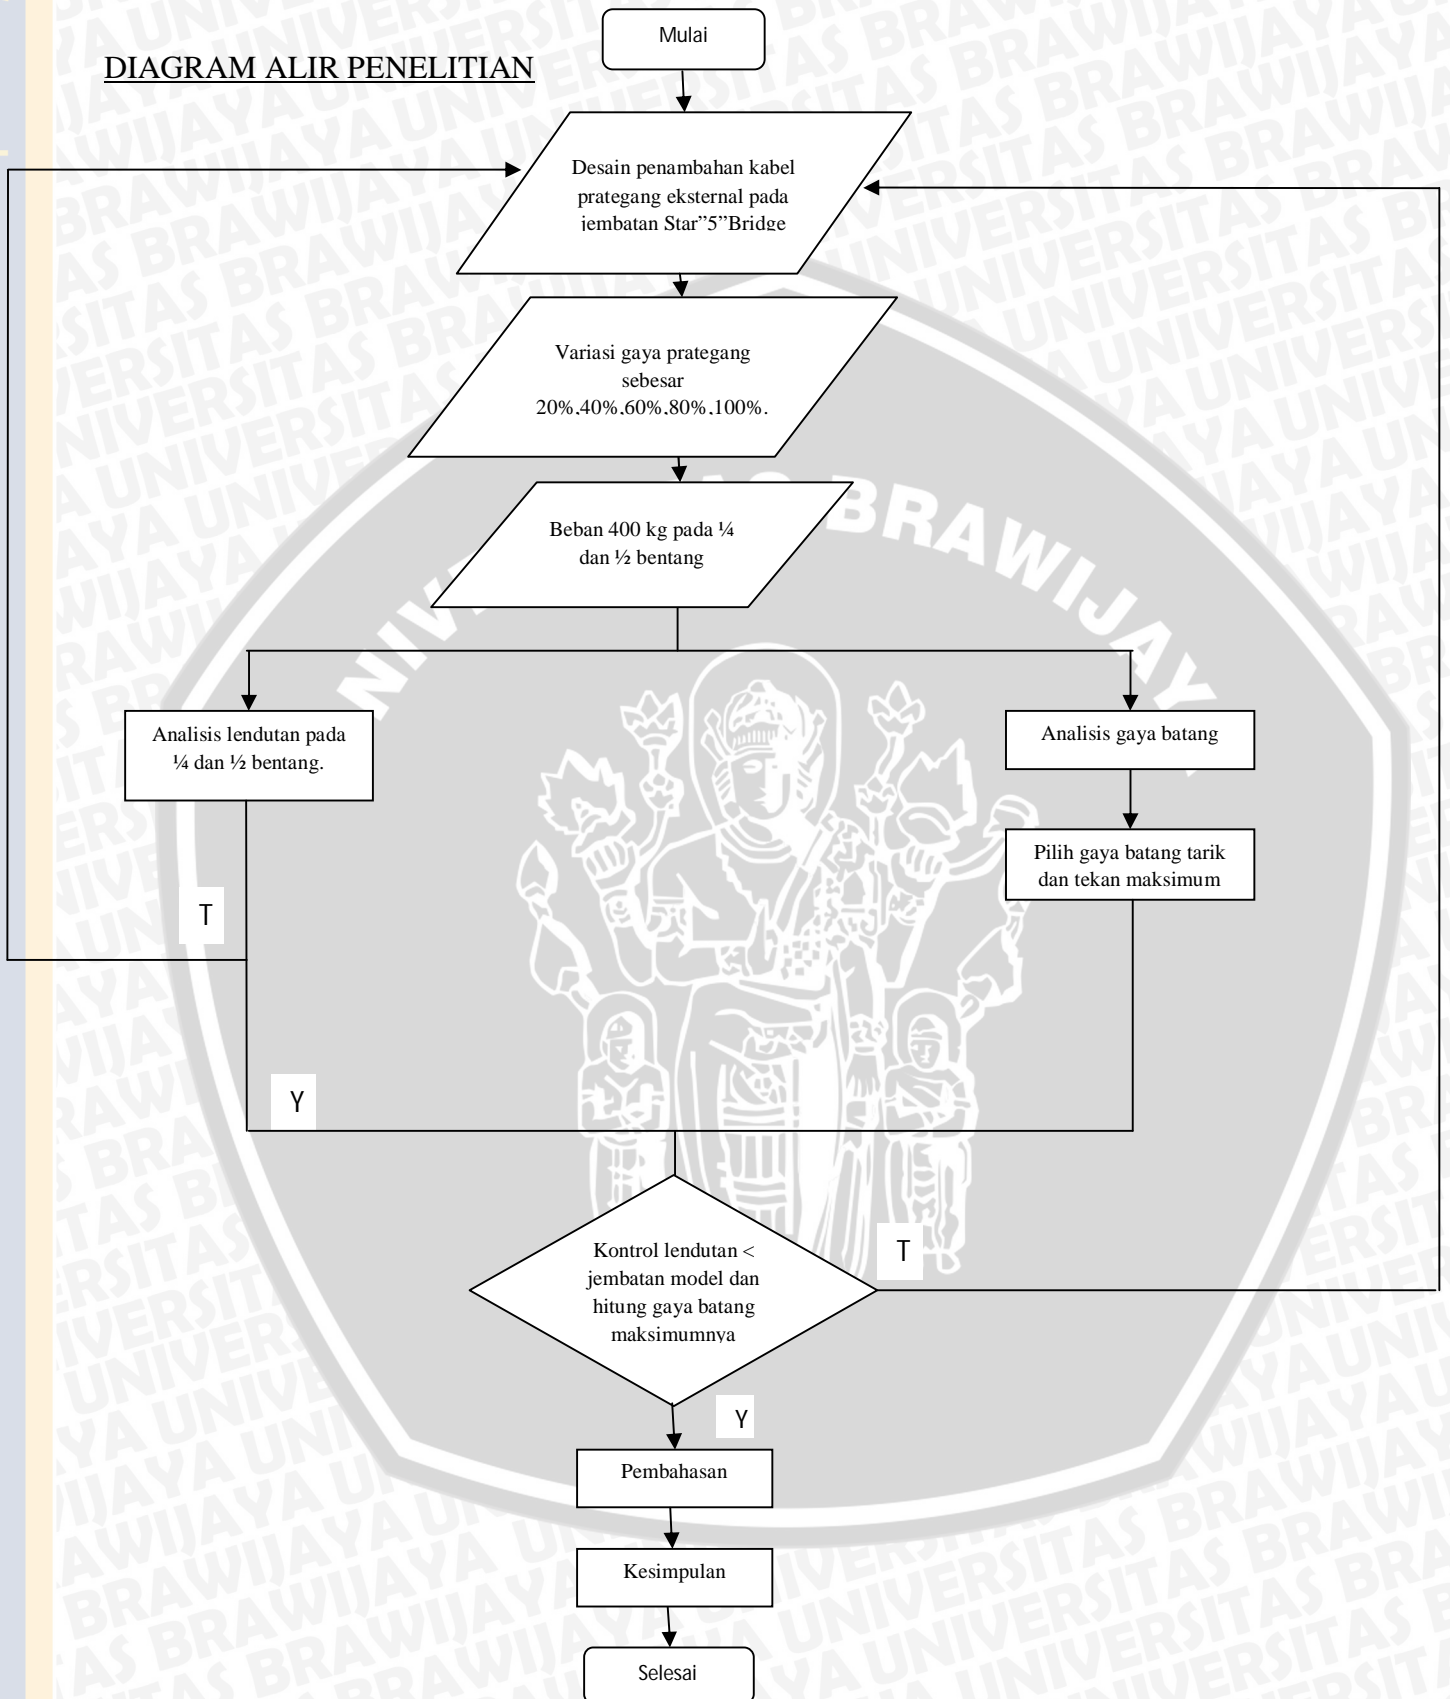 Mulai
DIAGRAM ALIR PENELITIAN
Desain penambahan kabel
prategang eksternal pada
jembatan Star”5”Bridge
Variasi gaya prategang
sebesar
20%,40%,60%,80%,100%.
Beban 400 kg pada ¼
dan ½ bentang
Analisis lendutan pada
¼ dan ½ bentang.
Analisis gaya batang
Pilih gaya batang tarik
dan tekan maksimum
T
Y
Kontrol lendutan <
jembatan model dan
hitung gaya batang
maksimumnya
T
Y
Pembahasan
Kesimpulan
Selesai